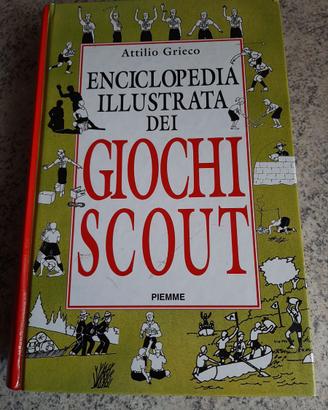 Attilio Grieco
ENCICLOPEDIA
ILLUSTRATA
DEI
GIOCHI
SCOUT
PIEMME